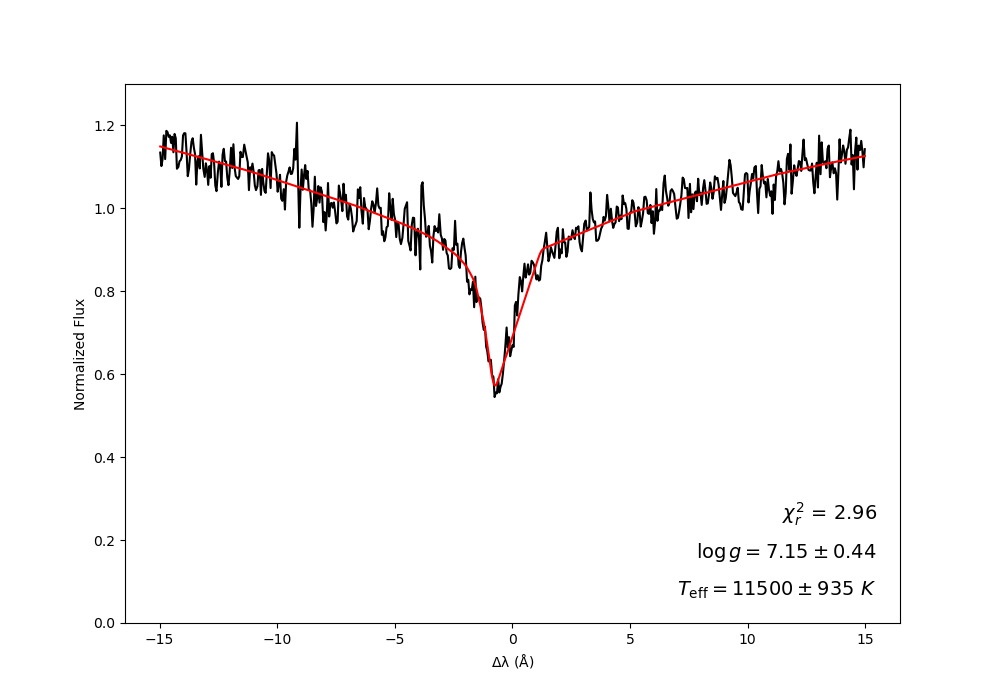 1.2
1.0
0.8
0.6
0.4
0.2
0.0
Normalized Flux
χ²ᵣ = 2.96
log g = 7.15 ± 0.44
T_eff = 11500 ± 935 K
−15 −10 −5 0 5 10 15
Δλ (Å)